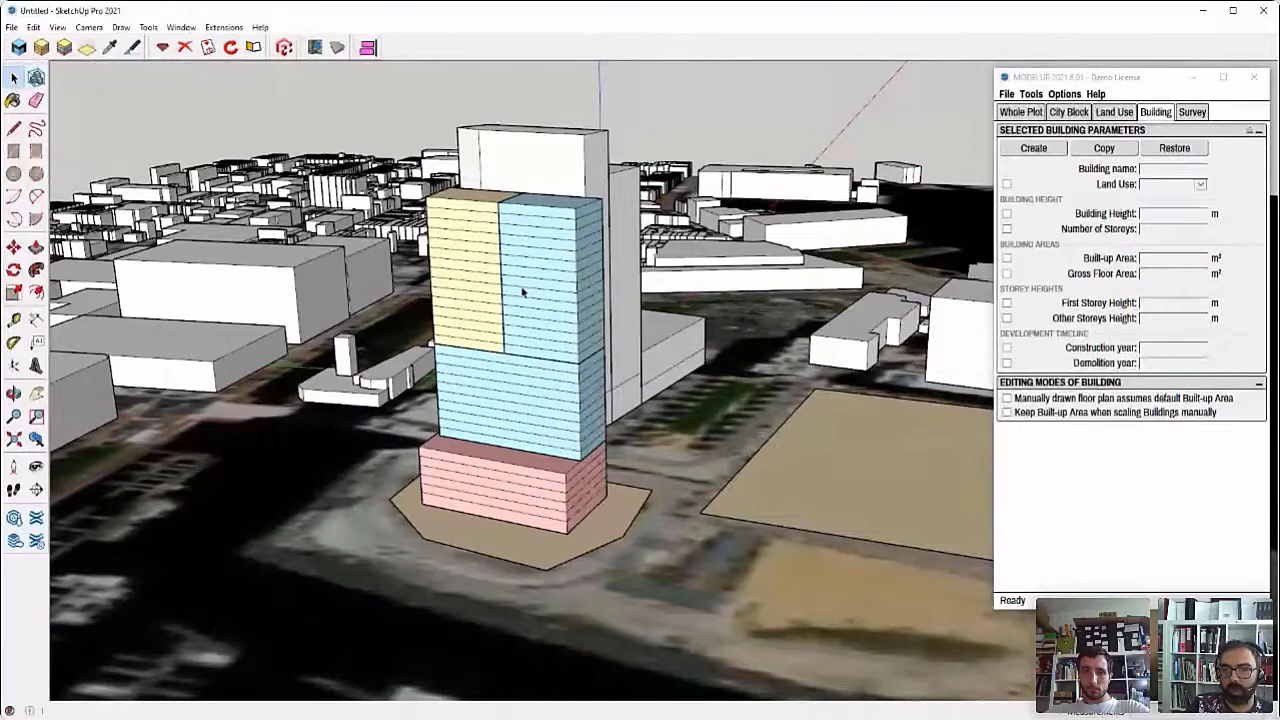 Untitled - SketchUp Pro 2021
File Edit View Camera Draw Tools Window Extensions Help
MODELUR 2021.6.01 - Demo License
File Tools Options Help
Whole Plot City Block Land Use Building Survey
SELECTED BUILDING PARAMETERS
Create Copy Restore
Building name:
Land Use:
BUILDING HEIGHT
Building Height: m
Number of Storeys:
BUILDING AREAS
Built-up Area: m²
Gross Floor Area: m²
STOREY HEIGHTS
First Storey Height: m
Other Storeys Height: m
DEVELOPMENT TIMELINE
Construction year:
Demolition year:
EDITING MODES OF BUILDING
Manually drawn floor plan assumes default Built-up Area
Keep Built-up Area when scaling Buildings manually
Ready